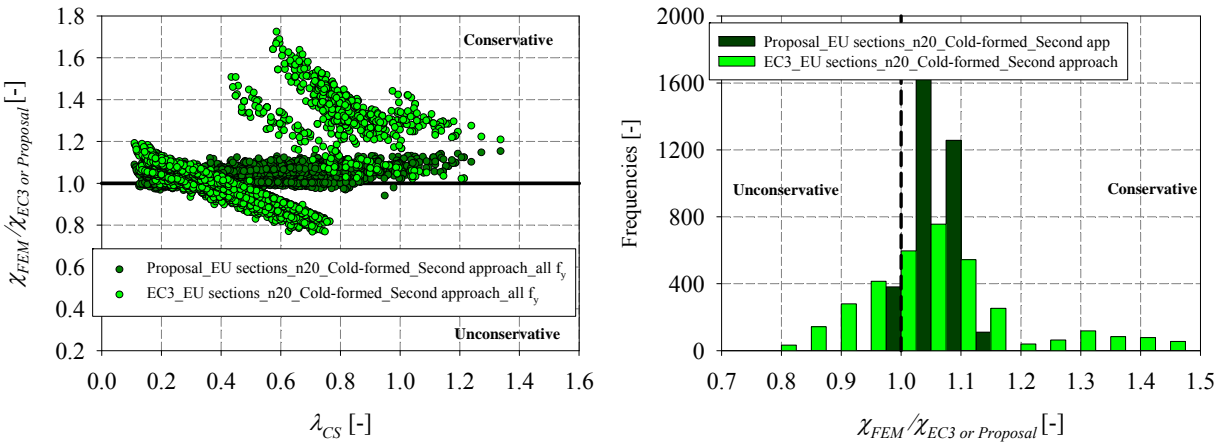 1.8
1.6
1.4
1.2
1.0
0.8
0.6
0.4
0.2
χFEM/χEC3 or Proposal [-]
Conservative
Proposal_EU sections_n20_Cold-formed_Second approach_all fy
EC3_EU sections_n20_Cold-formed_Second approach_all fy
Unconservative
0.0 0.2 0.4 0.6 0.8 1.0 1.2 1.4 1.6
λCS [-]
2000
1600
1200
800
400
0
Frequencies [-]
Proposal_EU sections_n20_Cold-formed_Second app
EC3_EU sections_n20_Cold-formed_Second approach
Unconservative
Conservative
0.7 0.8 0.9 1.0 1.1 1.2 1.3 1.4 1.5
χFEM/χEC3 or Proposal [-]